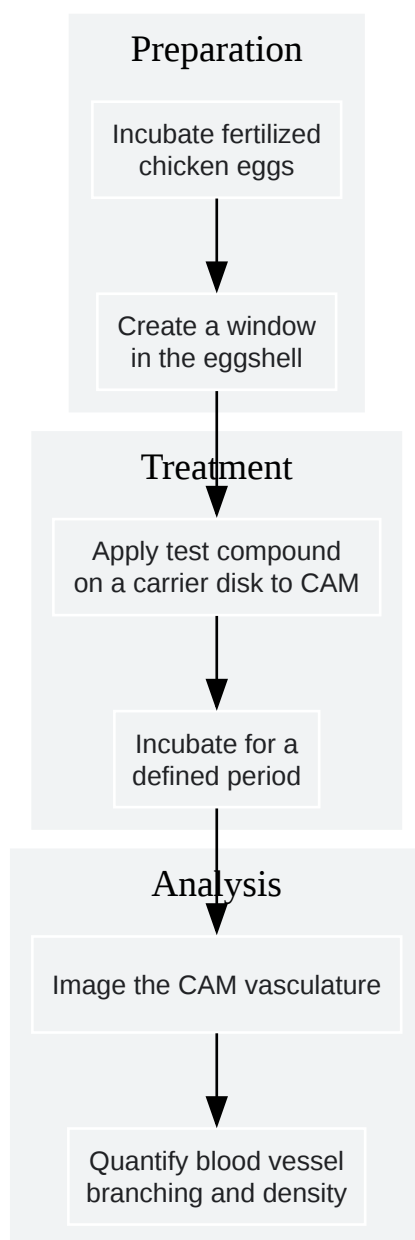 Preparation
Incubate fertilized
chicken eggs
Create a window
in the eggshell
Treatment
Apply test compound
on a carrier disk to CAM
Incubate for a
defined period
Analysis
Image the CAM vasculature
Quantify blood vessel
branching and density